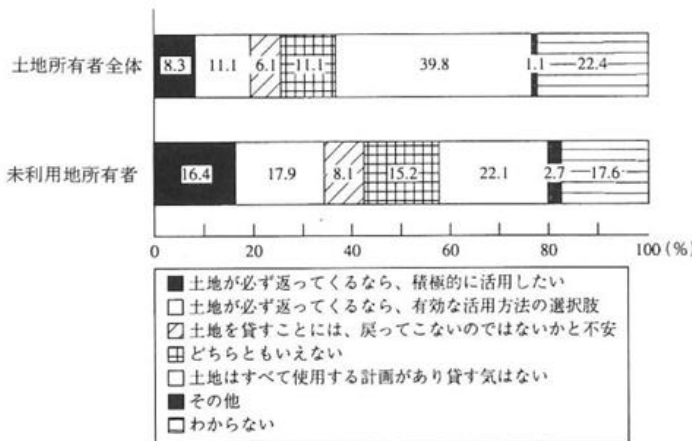 土地所有者全体
8.3 11.1 6.1 11.1 39.8 1.1 22.4
未利用地所有者
16.4 17.9 8.1 15.2 22.1 2.7 17.6
0 20 40 60 80 100 (%)
土地が必ず返ってくるなら、積極的に活用したい
土地が必ず返ってくるなら、有効な活用方法の選択肢
土地を貸すことには、戻ってこないのではないかと不安
どちらともいえない
土地はすべて使用する計画があり貸す気はない
その他
わからない